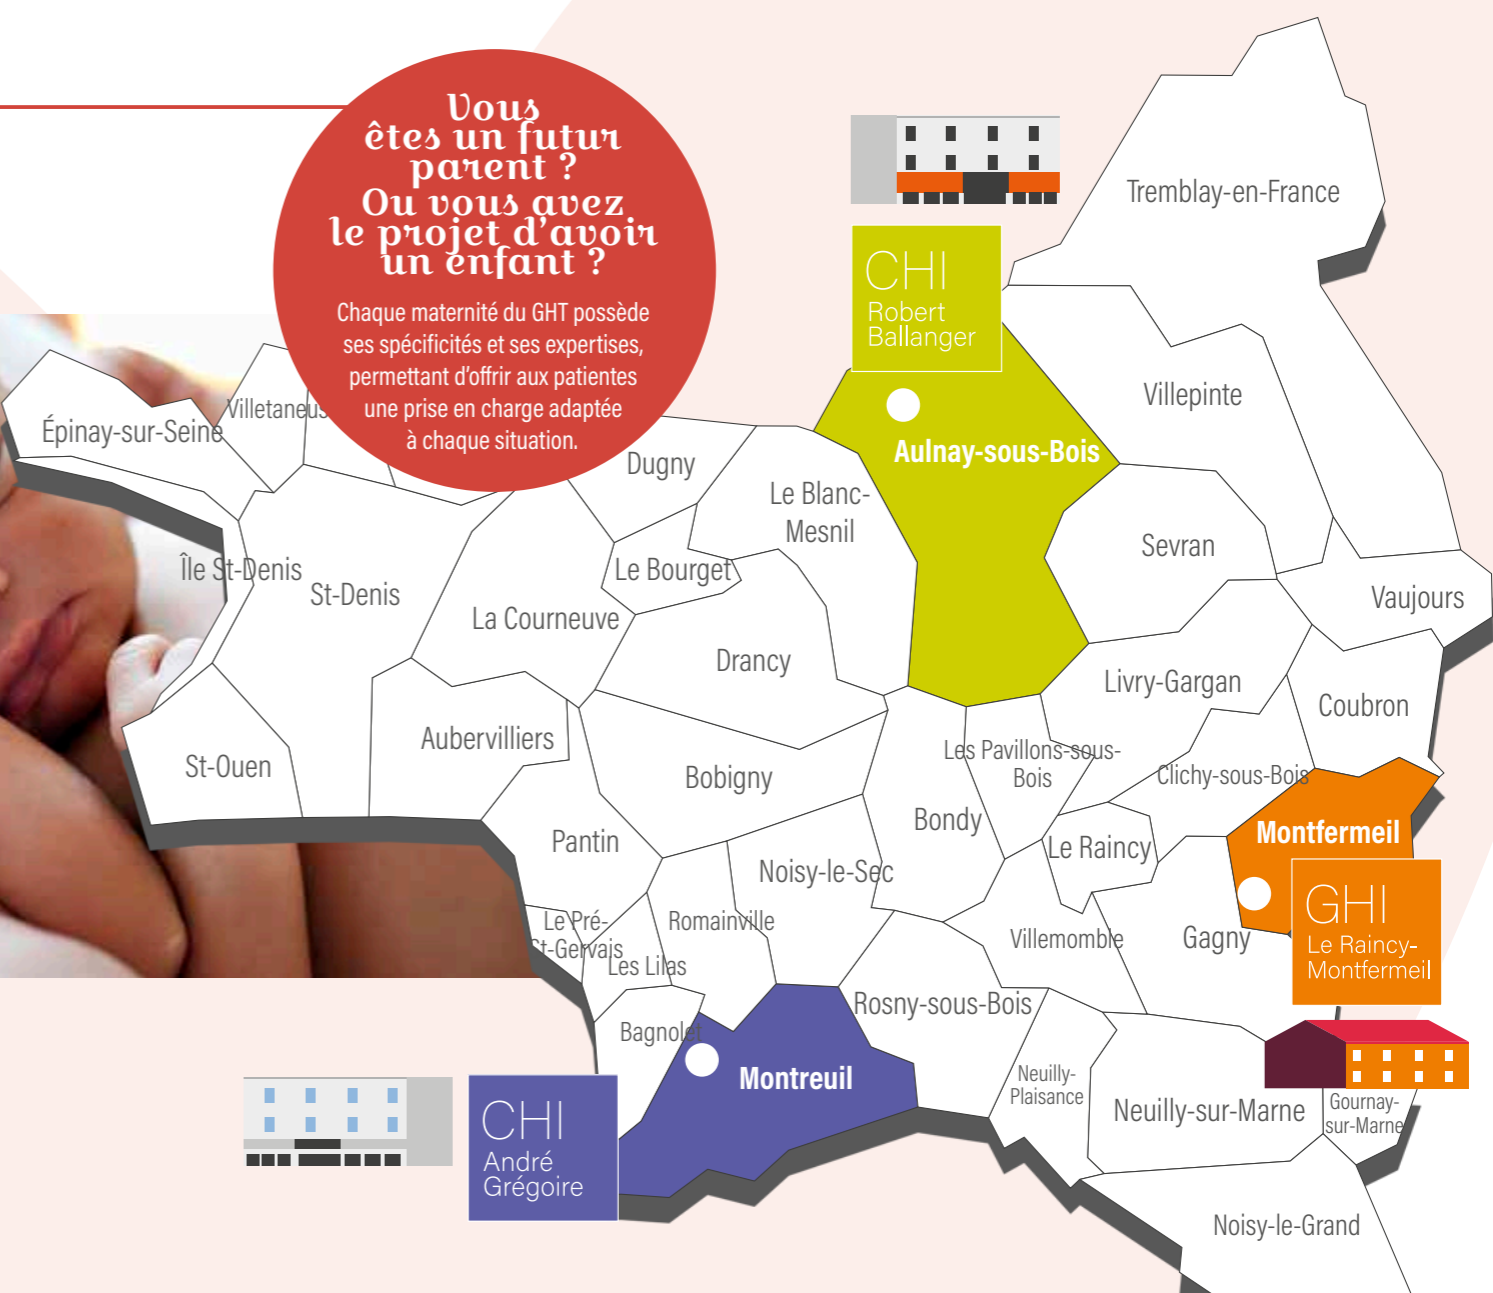 Vous
êtes un futur
parent ?
Ou vous avez
le projet d'avoir
un enfant ?
Chaque maternité du GHT possède
ses spécificités et ses expertises,
permettant d'offrir aux patientes
une prise en charge adaptée
à chaque situation.
Tremblay-en-France
CHI
Robert
Ballanger
Villepinte
Villetaneus
Épinay-sur-Seine
Aulnay-sous-Bois
Dugny
Le Blanc-
Mesnil
Sevran
Île St-Denis
St-Denis
Le Bourget
La Courneuve
Vaujours
Drancy
Livry-Gargan
Coubron
Aubervilliers
St-Ouen
Les Pavillons-sous-
Bois
Clichy-sous-Bois
Bobigny
Bondy
Pantin
Montfermeil
Le Raincy
Noisy-le-Sec
GHI
Le Raincy-
Montfermeil
Le Pré-
St-Gervais
Romainville
Villemomble
Gagny
Les Lilas
Rosny-sous-Bois
Bagnolet
Montreuil
Neuilly-
Plaisance
Neuilly-sur-Marne
Gournay-
sur-Marne
CHI
André
Grégoire
Noisy-le-Grand